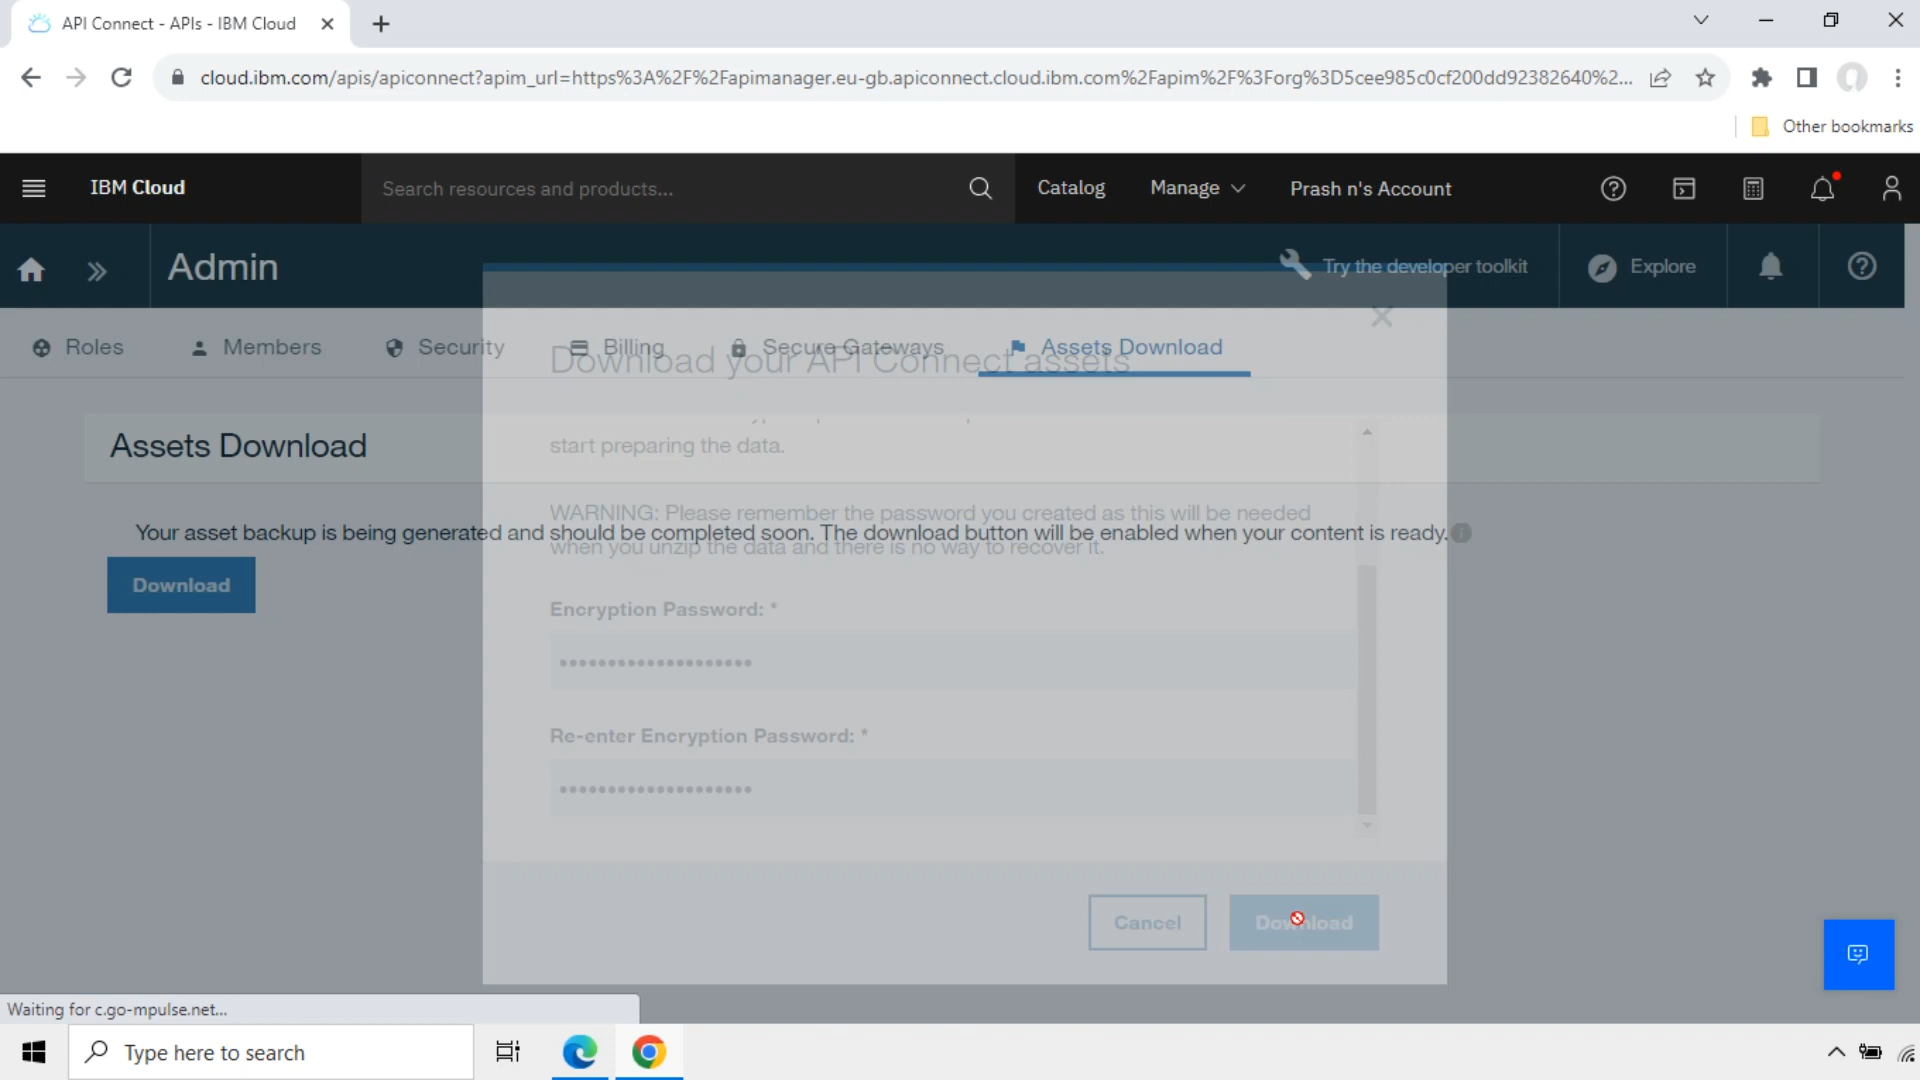 API Connect - APIs - IBM Cloud
cloud.ibm.com/apis/apiconnect?apim_url=https%3A%2F%2Fapimanager.eu-gb.apiconnect.cloud.ibm.com%2Fapim%2F%3Forg%3D5cee985c0cf200dd92382640%2...
Other bookmarks
IBM Cloud
Search resources and products...
Catalog
Manage
Prash n's Account
Admin
Try the developer toolkit
Explore
Roles
Members
Security
Billing
Secure Gateways
Assets Download
Download your API Connect assets
Assets Download
start preparing the data.
WARNING: Please remember the password you created as this will be needed
when you unzip the data and there is no way to recover it.
Your asset backup is being generated and should be completed soon. The download button will be enabled when your content is ready.
Download
Encryption Password: *
Re-enter Encryption Password: *
Cancel
Download
Waiting for c.go-mpulse.net...
Type here to search